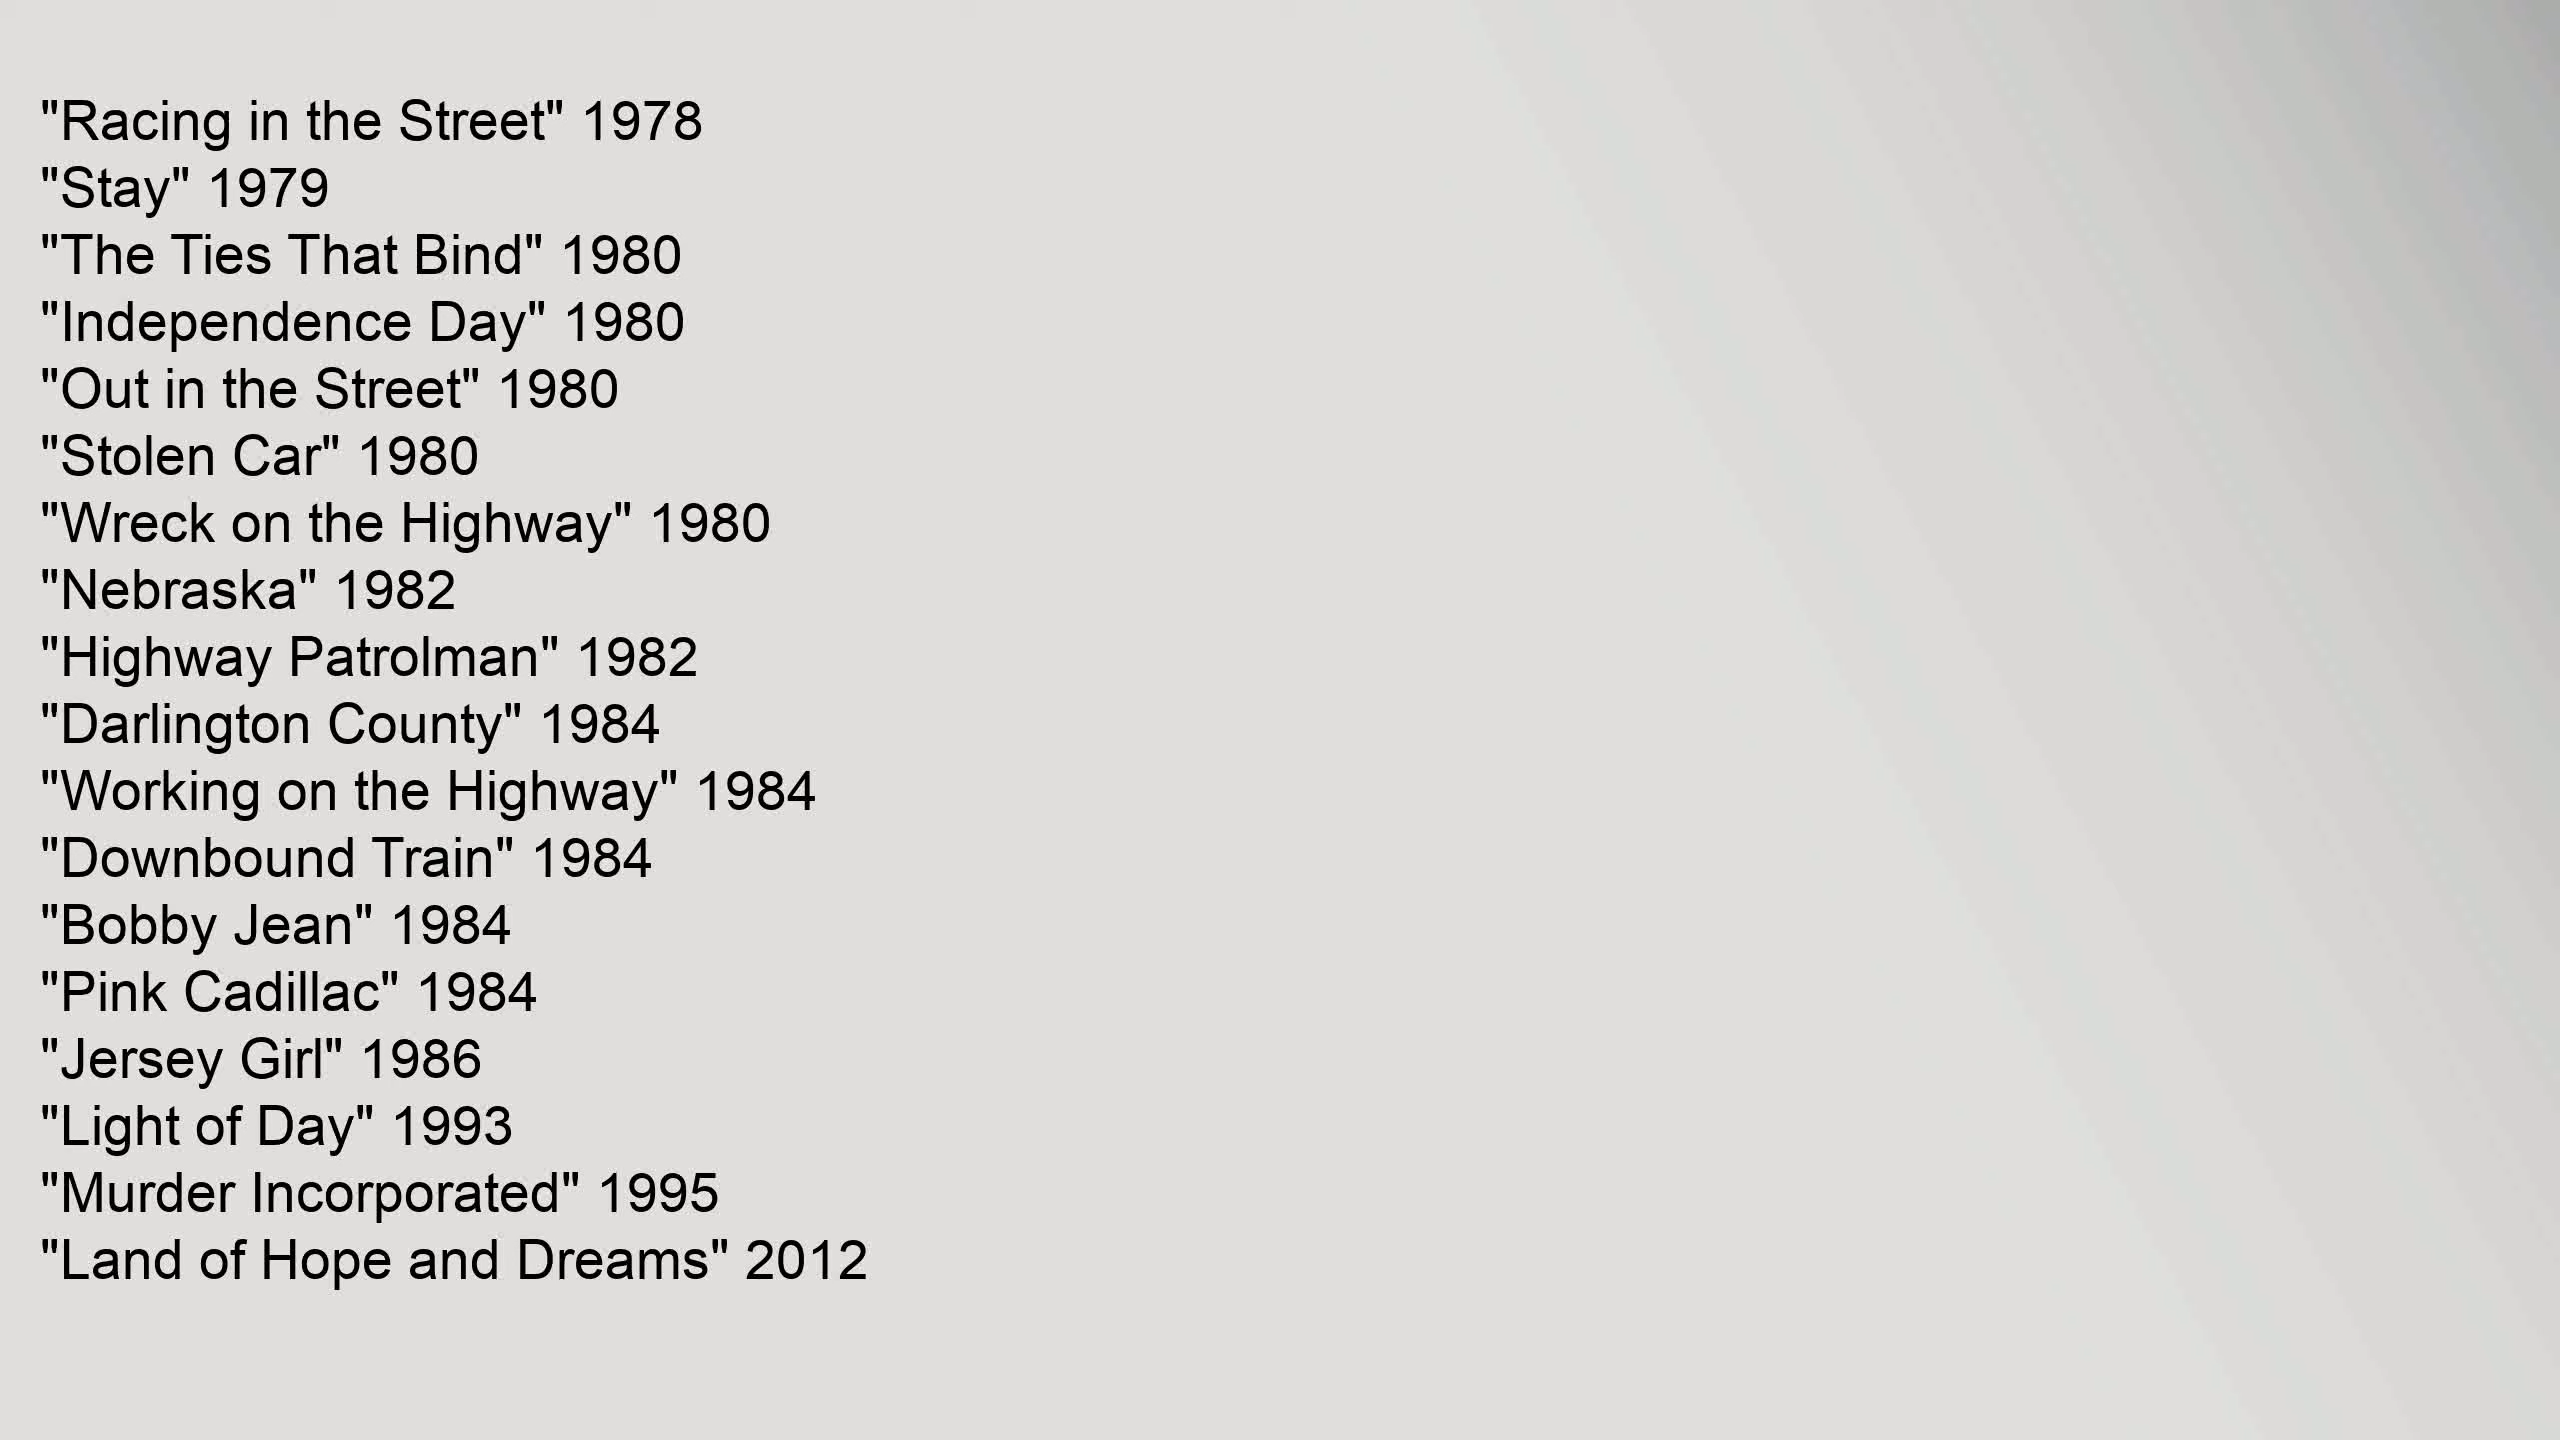 "Racing in the Street" 1978
"Stay" 1979
"The Ties That Bind" 1980
"Independence Day" 1980
"Out in the Street" 1980
"Stolen Car" 1980
"Wreck on the Highway" 1980
"Nebraska" 1982
"Highway Patrolman" 1982
"Darlington County" 1984
"Working on the Highway" 1984
"Downbound Train" 1984
"Bobby Jean" 1984
"Pink Cadillac" 1984
"Jersey Girl" 1986
"Light of Day" 1993
"Murder Incorporated" 1995
"Land of Hope and Dreams" 2012